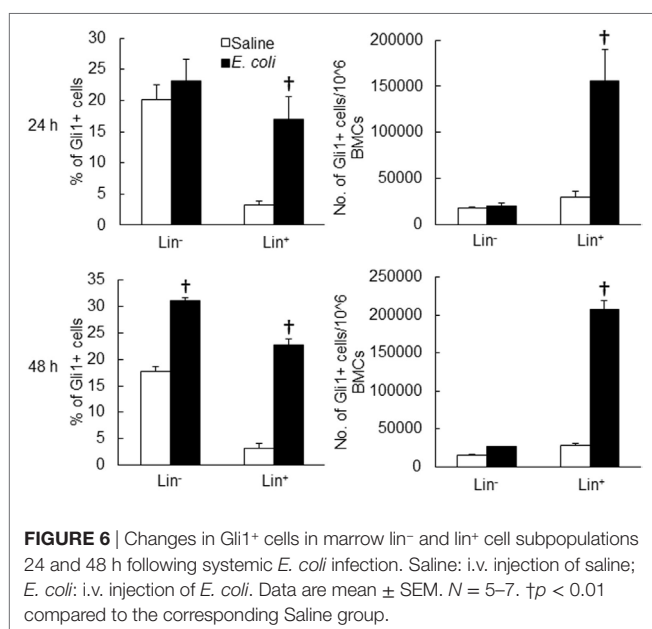 30
25
20
15
10
5
0
% of Gli1+ cells
24 h
Saline
E. coli
†
Lin⁻
Lin⁺
200000
150000
100000
50000
0
No. of Gli1+ cells/10^6
BMCs
†
Lin⁻
Lin⁺
35
30
25
20
15
10
5
0
% of Gli1+ cells
48 h
†
†
Lin⁻
Lin⁺
250000
200000
150000
100000
50000
0
No. of Gli1+ cells/10^6
BMCs
†
Lin⁻
Lin⁺
FIGURE 6 | Changes in Gli1⁺ cells in marrow lin⁻ and lin⁺ cell subpopulations
24 and 48 h following systemic E. coli infection. Saline: i.v. injection of saline;
E. coli: i.v. injection of E. coli. Data are mean ± SEM. N = 5–7. †p < 0.01
compared to the corresponding Saline group.